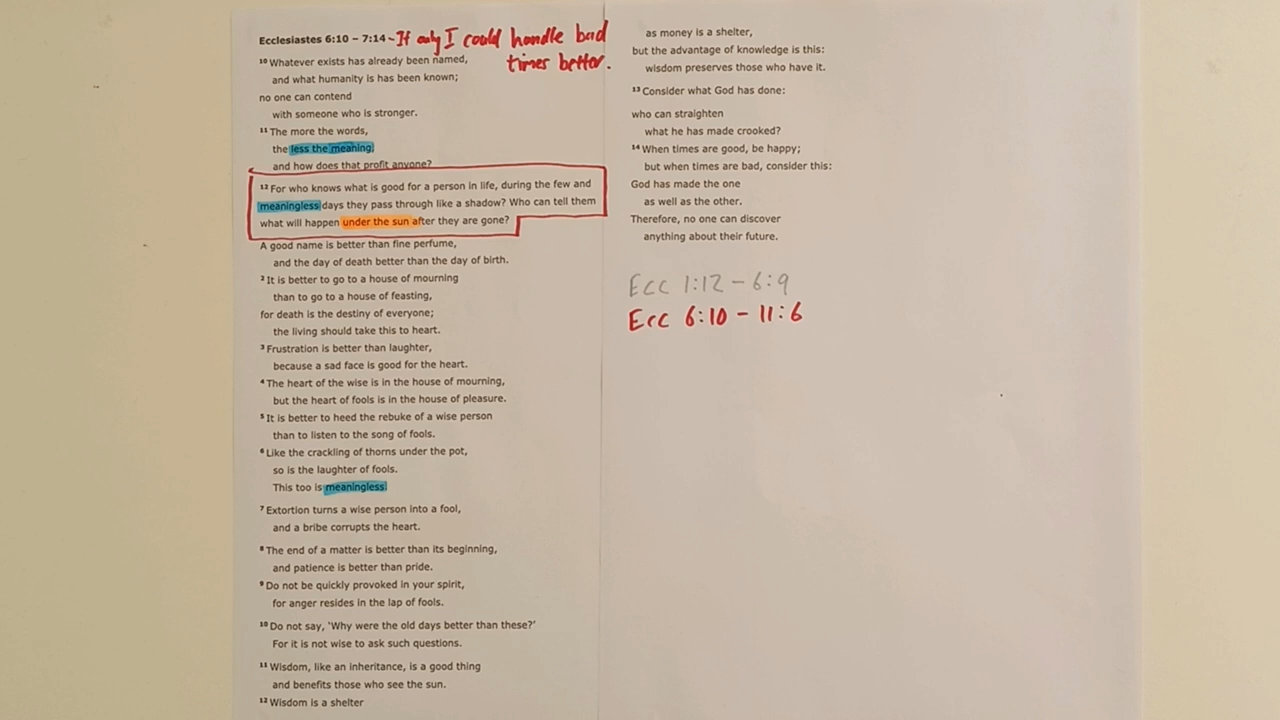 Ecclesiastes 6:10 – 7:14 ~ If only I could handle bad
times better.
10 Whatever exists has already been named,
and what humanity is has been known;
no one can contend
with someone who is stronger.
11 The more the words,
the less the meaning,
and how does that profit anyone?
12 For who knows what is good for a person in life, during the few and
meaningless days they pass through like a shadow? Who can tell them
what will happen under the sun after they are gone?
A good name is better than fine perfume,
and the day of death better than the day of birth.
2 It is better to go to a house of mourning
than to go to a house of feasting,
for death is the destiny of everyone;
the living should take this to heart.
3 Frustration is better than laughter,
because a sad face is good for the heart.
4 The heart of the wise is in the house of mourning,
but the heart of fools is in the house of pleasure.
5 It is better to heed the rebuke of a wise person
than to listen to the song of fools.
6 Like the crackling of thorns under the pot,
so is the laughter of fools.
This too is meaningless.
7 Extortion turns a wise person into a fool,
and a bribe corrupts the heart.
8 The end of a matter is better than its beginning,
and patience is better than pride.
9 Do not be quickly provoked in your spirit,
for anger resides in the lap of fools.
10 Do not say, ‘Why were the old days better than these?’
For it is not wise to ask such questions.
11 Wisdom, like an inheritance, is a good thing
and benefits those who see the sun.
12 Wisdom is a shelter
as money is a shelter,
but the advantage of knowledge is this:
wisdom preserves those who have it.
13 Consider what God has done:
who can straighten
what he has made crooked?
14 When times are good, be happy;
but when times are bad, consider this:
God has made the one
as well as the other.
Therefore, no one can discover
anything about their future.
Ecc 1:12 – 6:9
Ecc 6:10 – 11:6